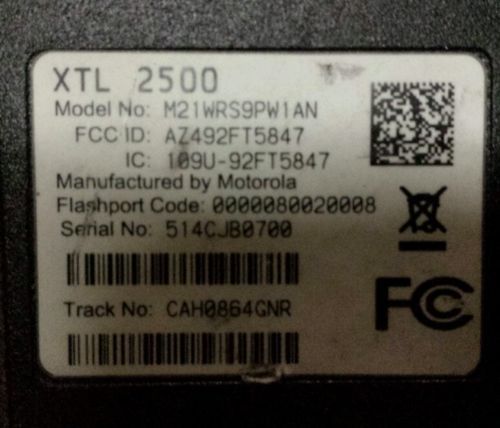 XTL 2500
Model No: M21WRS9PW1AN
FCC ID: AZ492FT5847
IC: 109U-92FT5847
Manufactured by Motorola
Flashport Code: 0000080020008
Serial No: 514CJB0700
Track No: CAH0864GNR
FC